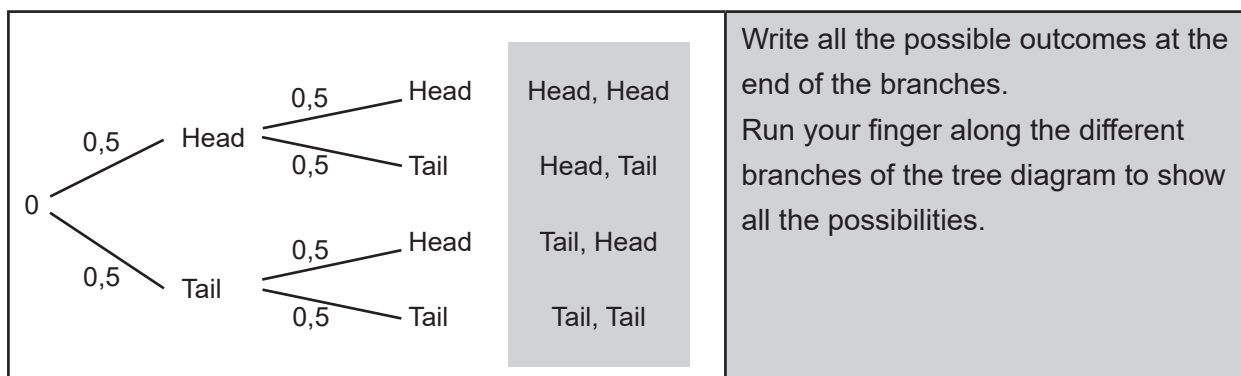 Write all the possible outcomes at the
end of the branches.
Run your finger along the different
branches of the tree diagram to show
all the possibilities.
0,5 Head Head, Head
0,5 Head
0,5 Tail Head, Tail
0
0,5 Head Tail, Head
0,5 Tail
0,5 Tail Tail, Tail